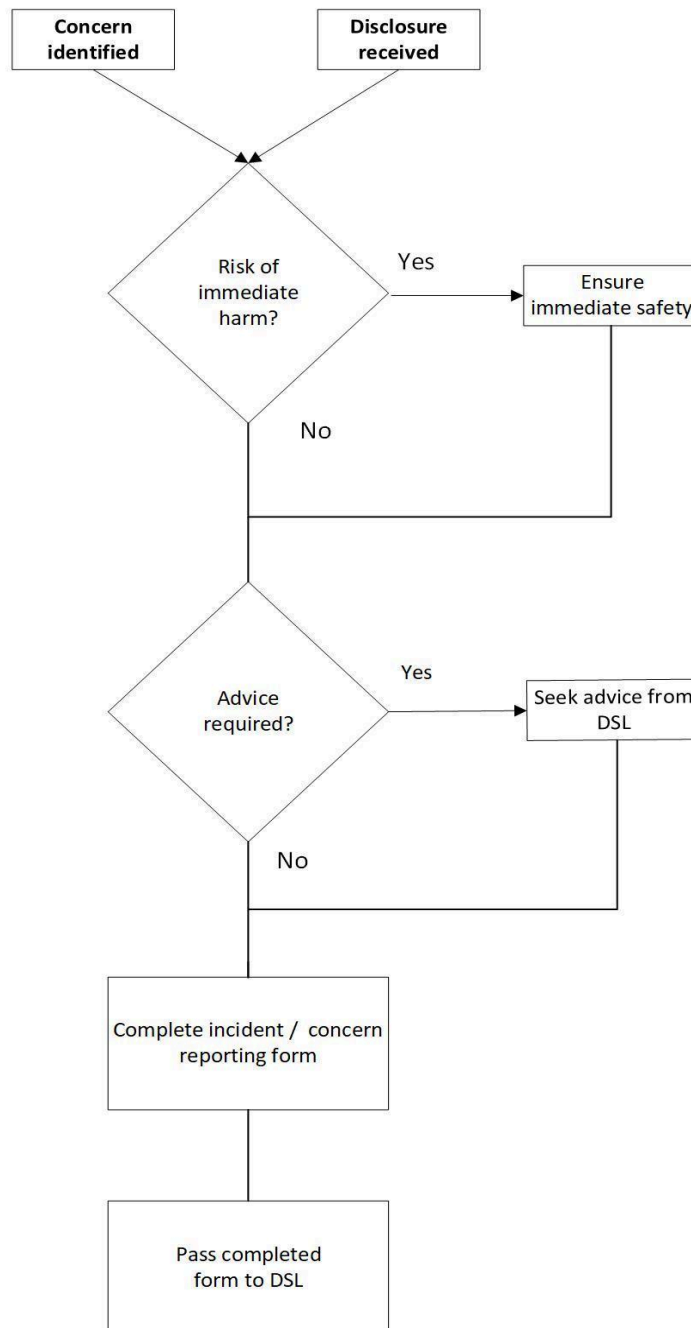 Concern
identified
Disclosure
received
Risk of
immediate
harm?
Yes
Ensure
immediate safety
No
Advice
required?
Yes
Seek advice from
DSL
No
Complete incident / concern
reporting form
Pass completed
form to DSL